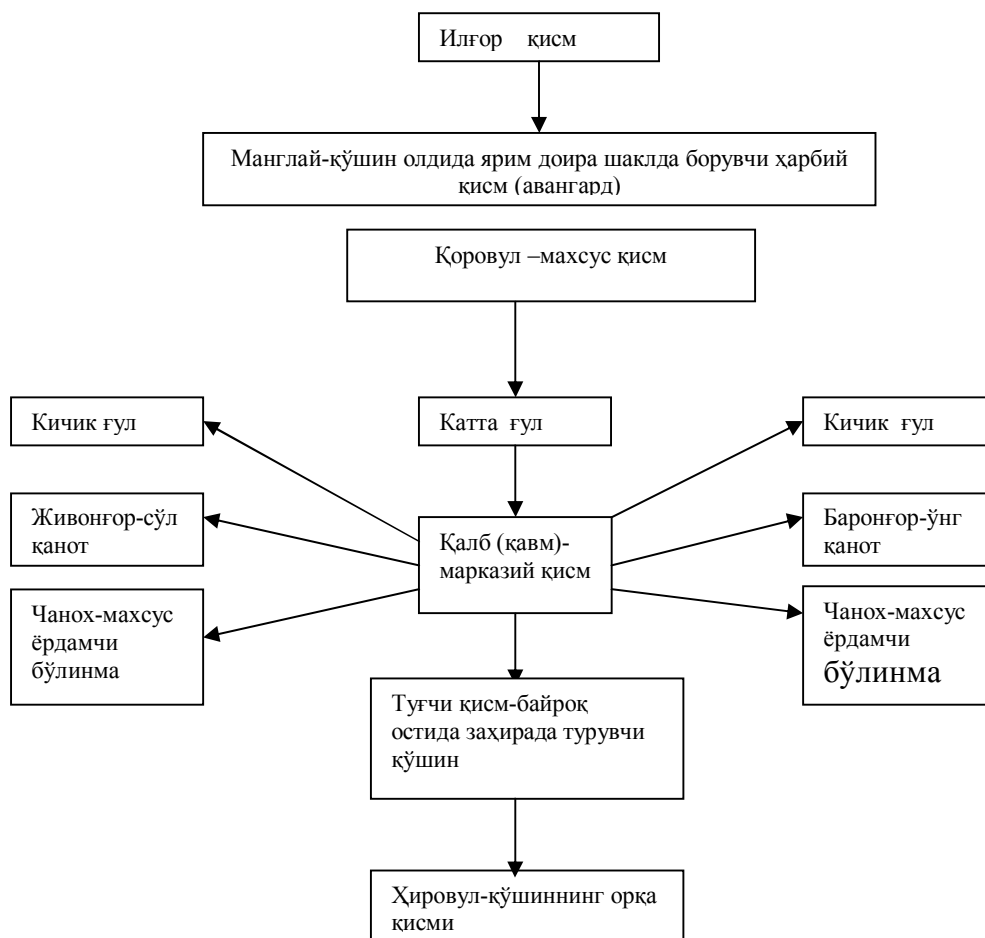 Илғор қисм
Манглай-қўшин олдида ярим доира шаклда борувчи ҳарбий
қисм (авангард)
Қоровул –махсус қисм
Кичик ғул
Катта ғул
Кичик ғул
Живонғор-сўл
қанот
Қалб (қавм)-
марказий қисм
Баронғор-ўнг
қанот
Чанох-махсус
ёрдамчи
бўлинма
Чанох-махсус
ёрдамчи
бўлинма
Туғчи қисм-байроқ
остида заҳирада турувчи
қўшин
Ҳировул-қўшиннинг орқа
қисми